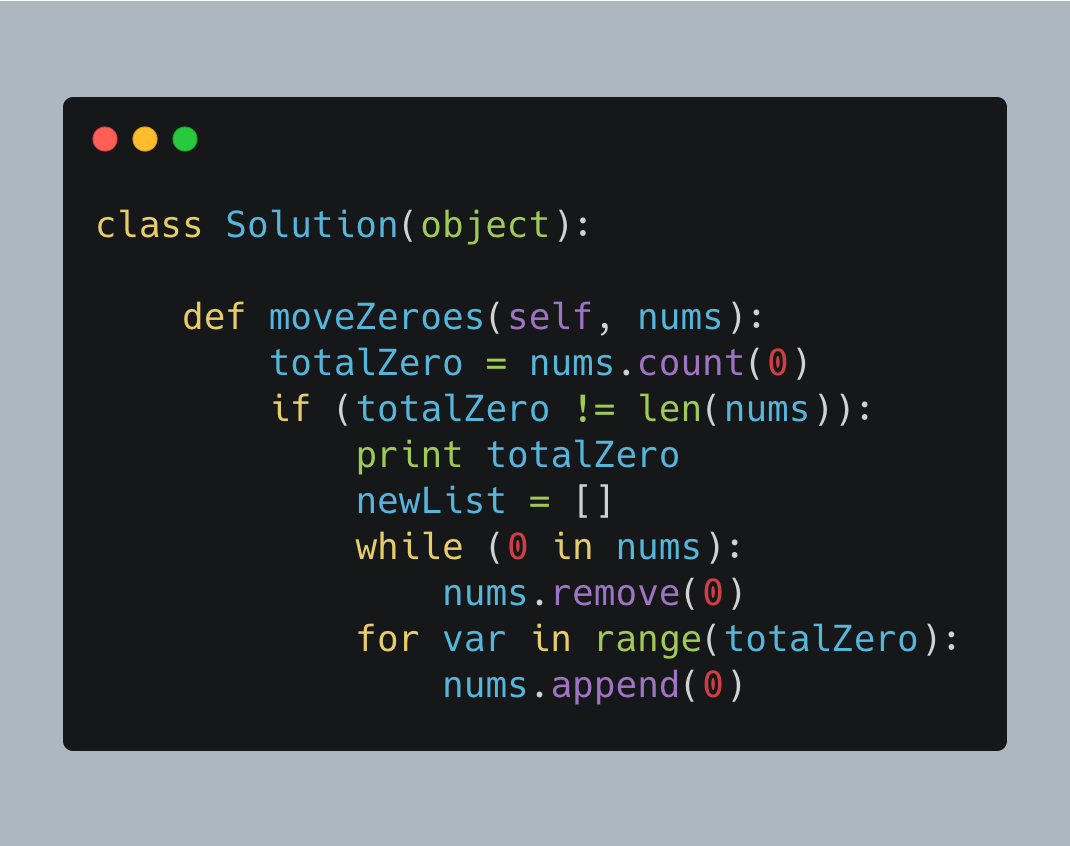 class Solution(object):
    def moveZeroes(self, nums):
        totalZero = nums.count(0)
        if (totalZero != len(nums)):
            print totalZero
            newList = []
            while (0 in nums):
                nums.remove(0)
            for var in range(totalZero):
                nums.append(0)